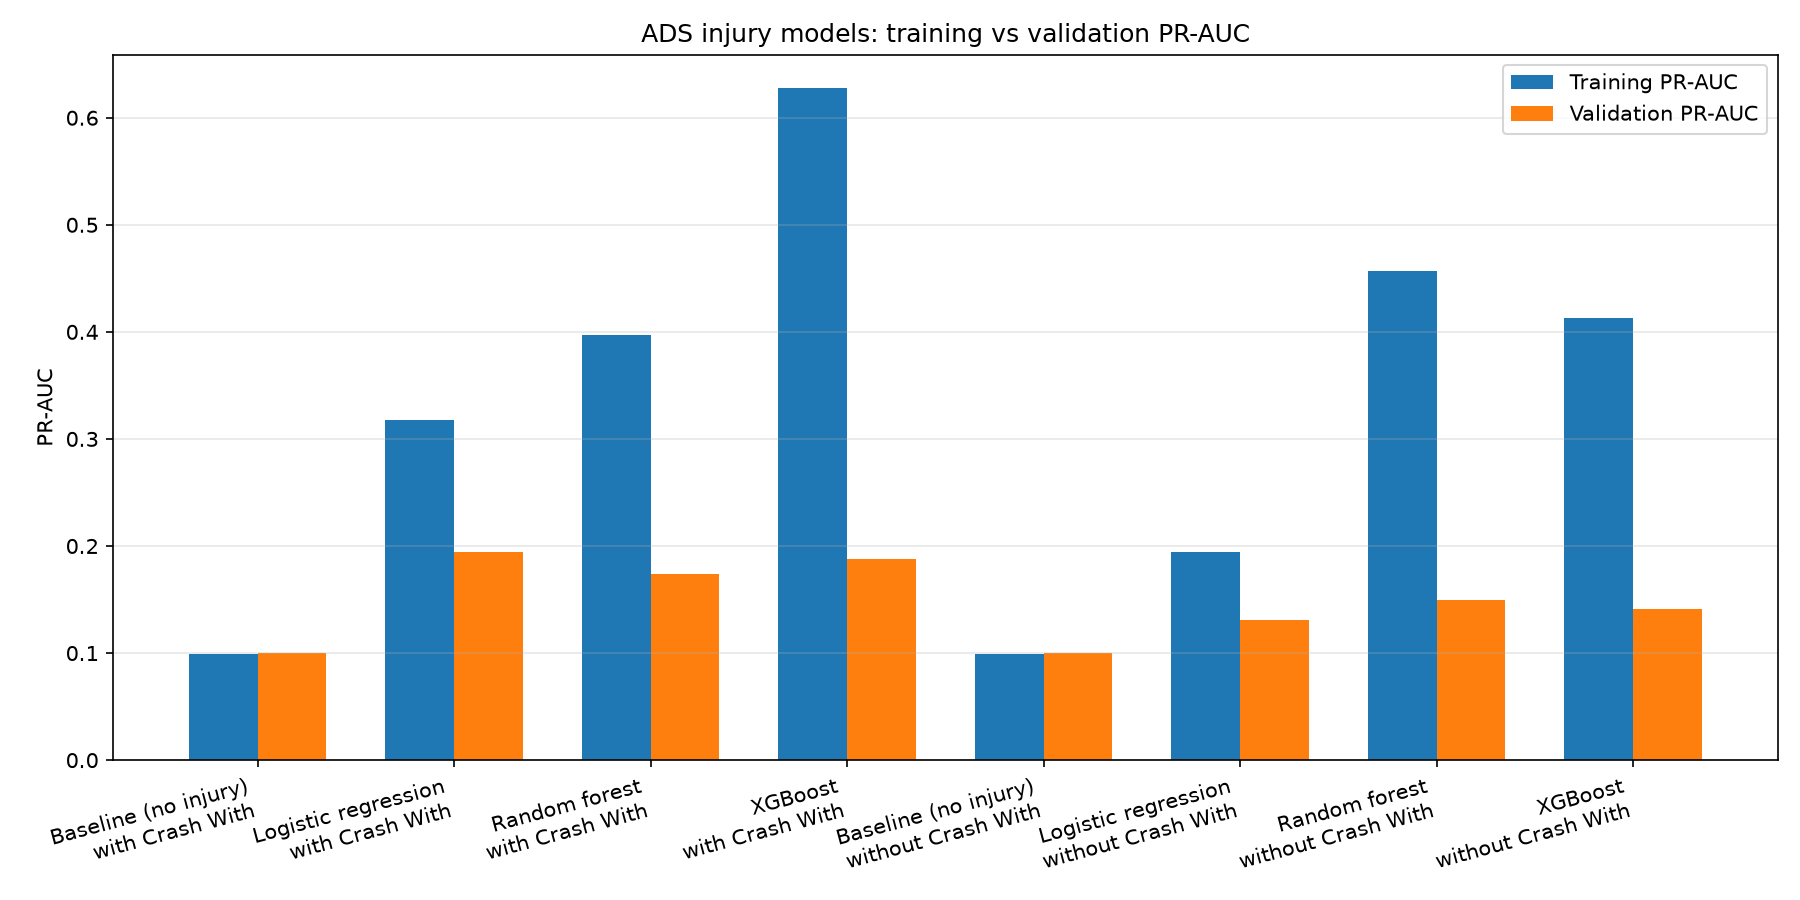 ADS injury models: training vs validation PR-AUC
Training PR-AUC
Validation PR-AUC
PR-AUC
0.6
0.5
0.4
0.3
0.2
0.1
0.0
Baseline (no injury)
with Crash With
Logistic regression
with Crash With
Random forest
with Crash With
XGBoost
with Crash With
Baseline (no injury)
without Crash With
Logistic regression
without Crash With
Random forest
without Crash With
XGBoost
without Crash With